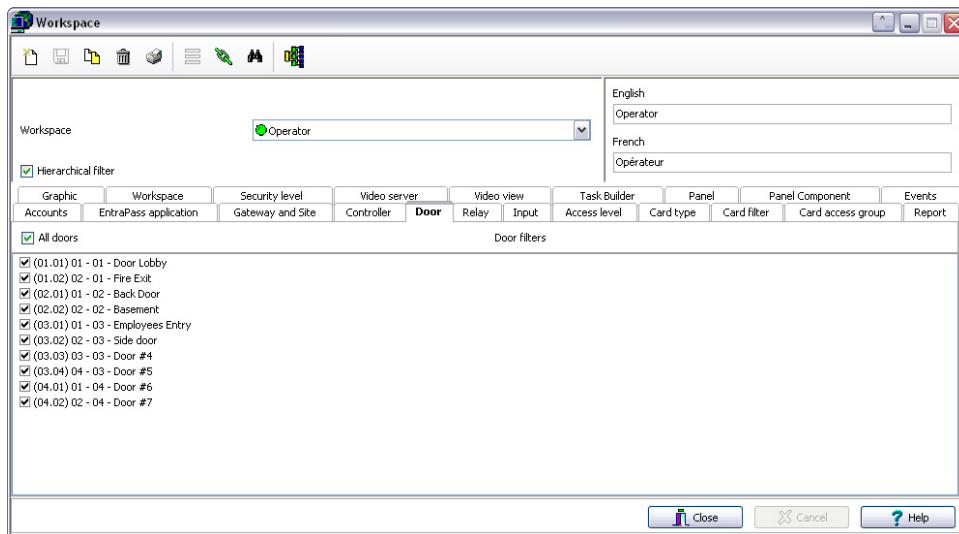 Workspace
English
Operator
Workspace
Operator
French
Opérateur
Hierarchical filter
Graphic Workspace Security level Video server Video view Task Builder Panel Panel Component Events
Accounts EntraPass application Gateway and Site Controller Door Relay Input Access level Card type Card filter Card access group Report
All doors Door filters
(01.01) 01 - 01 - Door Lobby
(01.02) 02 - 01 - Fire Exit
(02.01) 01 - 02 - Back Door
(02.02) 02 - 02 - Basement
(03.01) 01 - 03 - Employees Entry
(03.02) 02 - 03 - Side door
(03.03) 03 - 03 - Door #4
(03.04) 04 - 03 - Door #5
(04.01) 01 - 04 - Door #6
(04.02) 02 - 04 - Door #7
Close Cancel ? Help